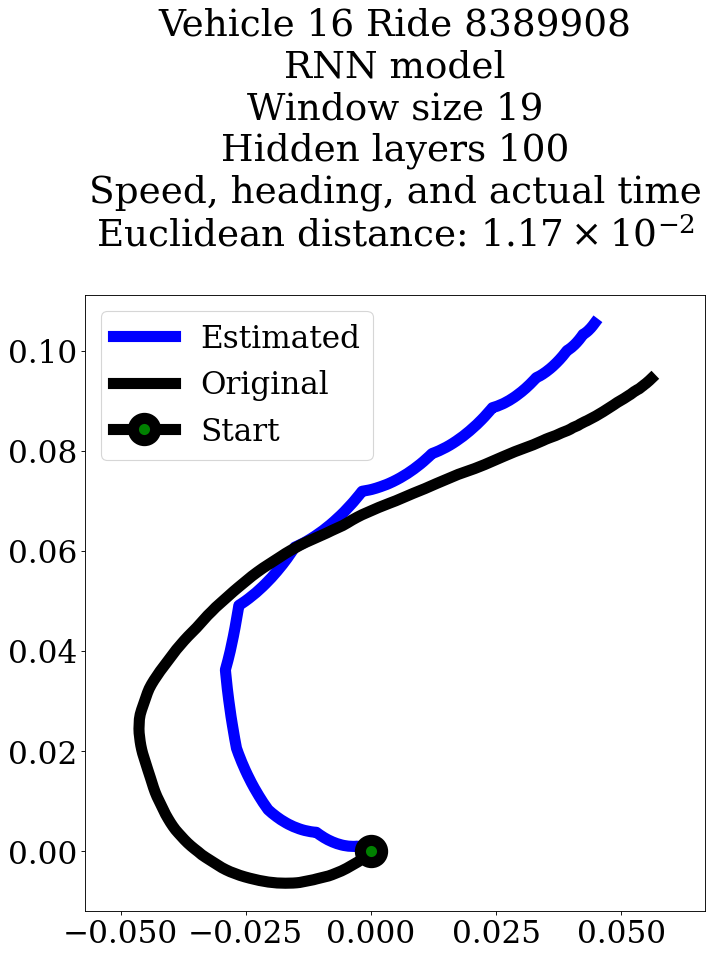 Vehicle 16 Ride 8389908
RNN model
Window size 19
Hidden layers 100
Speed, heading, and actual time
Euclidean distance: 1.17 × 10⁻²
Estimated
Original
Start
0.10
0.08
0.06
0.04
0.02
0.00
−0.050 −0.025 0.000 0.025 0.050